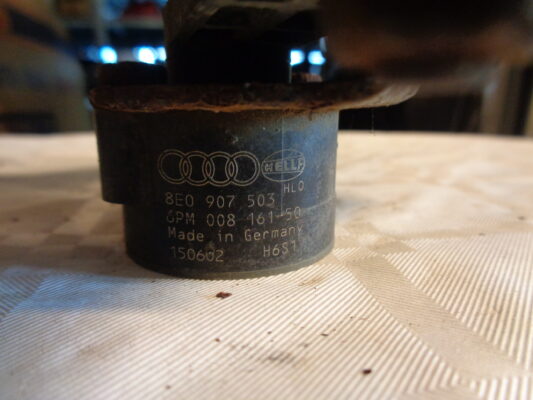 HELLA
HLO
8E0 907 503
6PM 008 161-50
Made in Germany
150602 H6S1